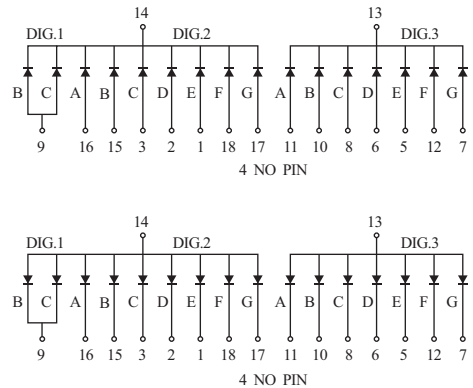 14 13
DIG.1 DIG.2 DIG.3
B C A B C D E F G A B C D E F G
9 16 15 3 2 1 18 17 11 10 8 6 5 12 7
4 NO PIN
14 13
DIG.1 DIG.2 DIG.3
B C A B C D E F G A B C D E F G
9 16 15 3 2 1 18 17 11 10 8 6 5 12 7
4 NO PIN